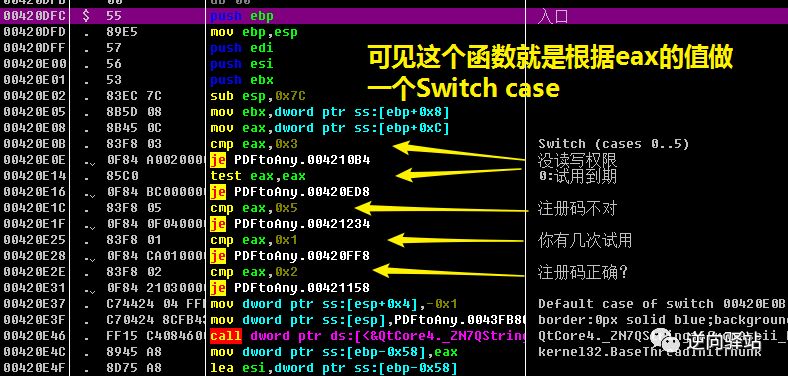 00420DFB . 00 db 00
00420DFC $ 55 push ebp 入口
00420DFD . 89E5 mov ebp,esp
00420DFF . 57 push edi
00420E00 . 56 push esi
00420E01 . 53 push ebx
可见这个函数就是根据eax的值做
一个Switch case
00420E02 . 83EC 7C sub esp,0x7C
00420E05 . 8B5D 08 mov ebx,dword ptr ss:[ebp+0x8]
00420E08 . 8B45 0C mov eax,dword ptr ss:[ebp+0xC]
00420E0B . 83F8 03 cmp eax,0x3 Switch (cases 0..5)
00420E0E . 0F84 A0020000 je PDFtoAny.004210B4 没读写权限
00420E14 . 85C0 test eax,eax 0:试用到期
00420E16 . 0F84 BC000000 je PDFtoAny.00420ED8
00420E1C . 83F8 05 cmp eax,0x5 注册码不对
00420E1F . 0F84 0F040000 je PDFtoAny.00421234
00420E25 . 83F8 01 cmp eax,0x1 你有几次试用
00420E28 . 0F84 CA010000 je PDFtoAny.00420FF8
00420E2E . 83F8 02 cmp eax,0x2 注册码正确?
00420E31 . 0F84 21030000 je PDFtoAny.00421158
00420E37 . C74424 04 FFF mov dword ptr ss:[esp+0x4],-0x1 Default case of switch 00420E0B
00420E3F . C70424 8CFB43 mov dword ptr ss:[esp],PDFtoAny.0043FB8 border:0px solid blue;background
00420E46 . FF15 C4084600 call dword ptr ds:[<&QtCore4._ZN7QString QtCore4._ZN7QString
00420E4C . 8945 A8 mov dword ptr ss:[ebp-0x58],eax kernel32.BaseThreadInitThunk
00420E4F . 8D75 A8 lea esi,dword ptr ss:[ebp-0x58]
逆向驿站